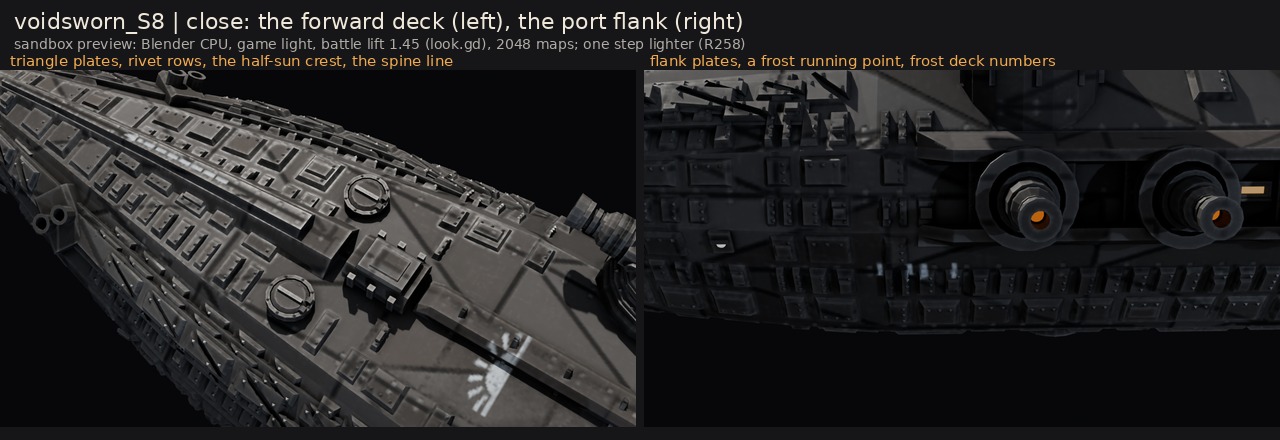 voidsworn_S8 | close: the forward deck (left), the port flank (right)
sandbox preview: Blender CPU, game light, battle lift 1.45 (look.gd), 2048 maps; one step lighter (R258)
triangle plates, rivet rows, the half-sun crest, the spine line
flank plates, a frost running point, frost deck numbers